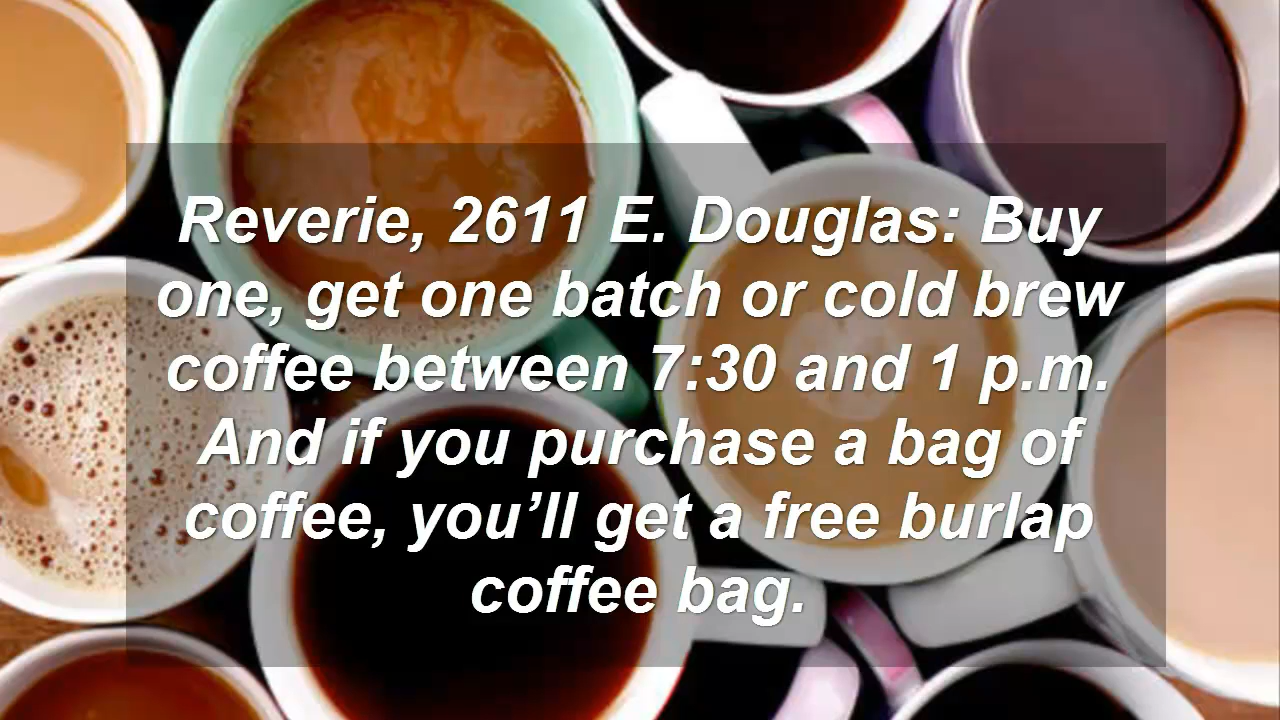 Reverie, 2611 E. Douglas: Buy
one, get one batch or cold brew
coffee between 7:30 and 1 p.m.
And if you purchase a bag of
coffee, you’ll get a free burlap
coffee bag.